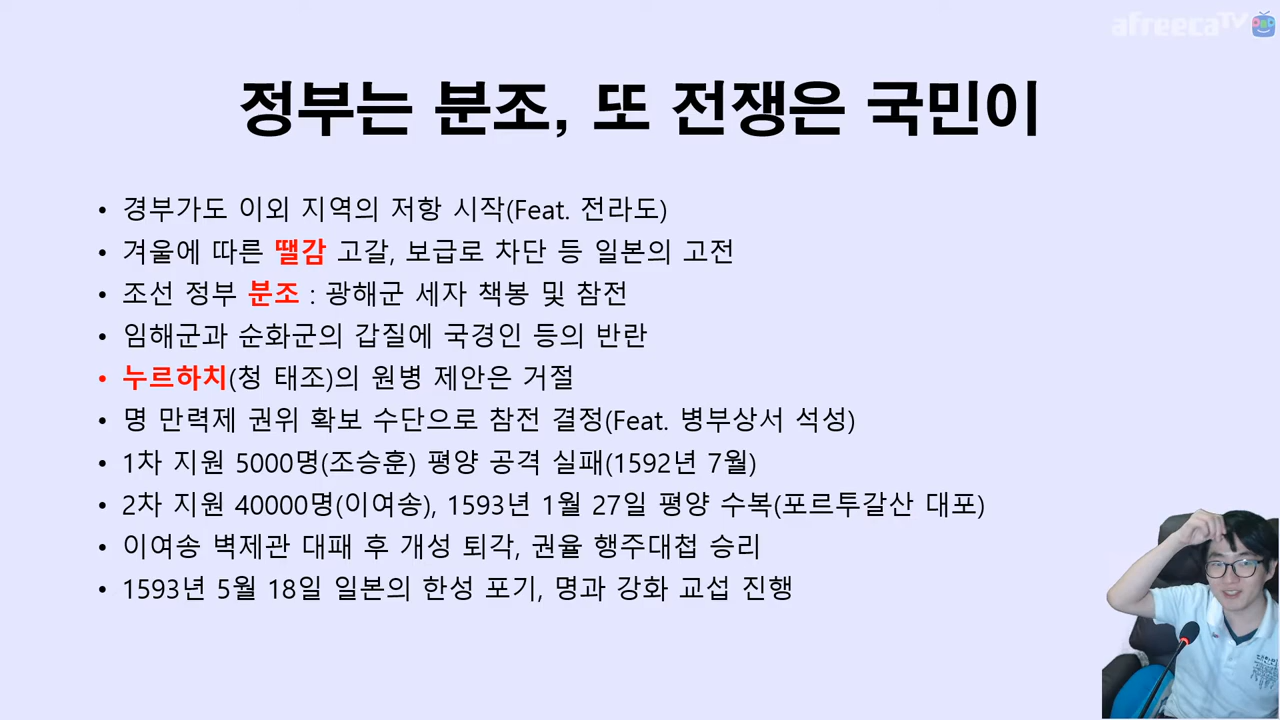 afreecaTV
정부는 분조, 또 전쟁은 국민이
• 경부가도 이외 지역의 저항 시작(Feat. 전라도)
• 겨울에 따른 땔감 고갈, 보급로 차단 등 일본의 고전
• 조선 정부 분조 : 광해군 세자 책봉 및 참전
• 임해군과 순화군의 갑질에 국경인 등의 반란
• 누르하치(청 태조)의 원병 제안은 거절
• 명 만력제 권위 확보 수단으로 참전 결정(Feat. 병부상서 석성)
• 1차 지원 5000명(조승훈) 평양 공격 실패(1592년 7월)
• 2차 지원 40000명(이여송), 1593년 1월 27일 평양 수복(포르투갈산 대포)
• 이여송 벽제관 대패 후 개성 퇴각, 권율 행주대첩 승리
• 1593년 5월 18일 일본의 한성 포기, 명과 강화 교섭 진행